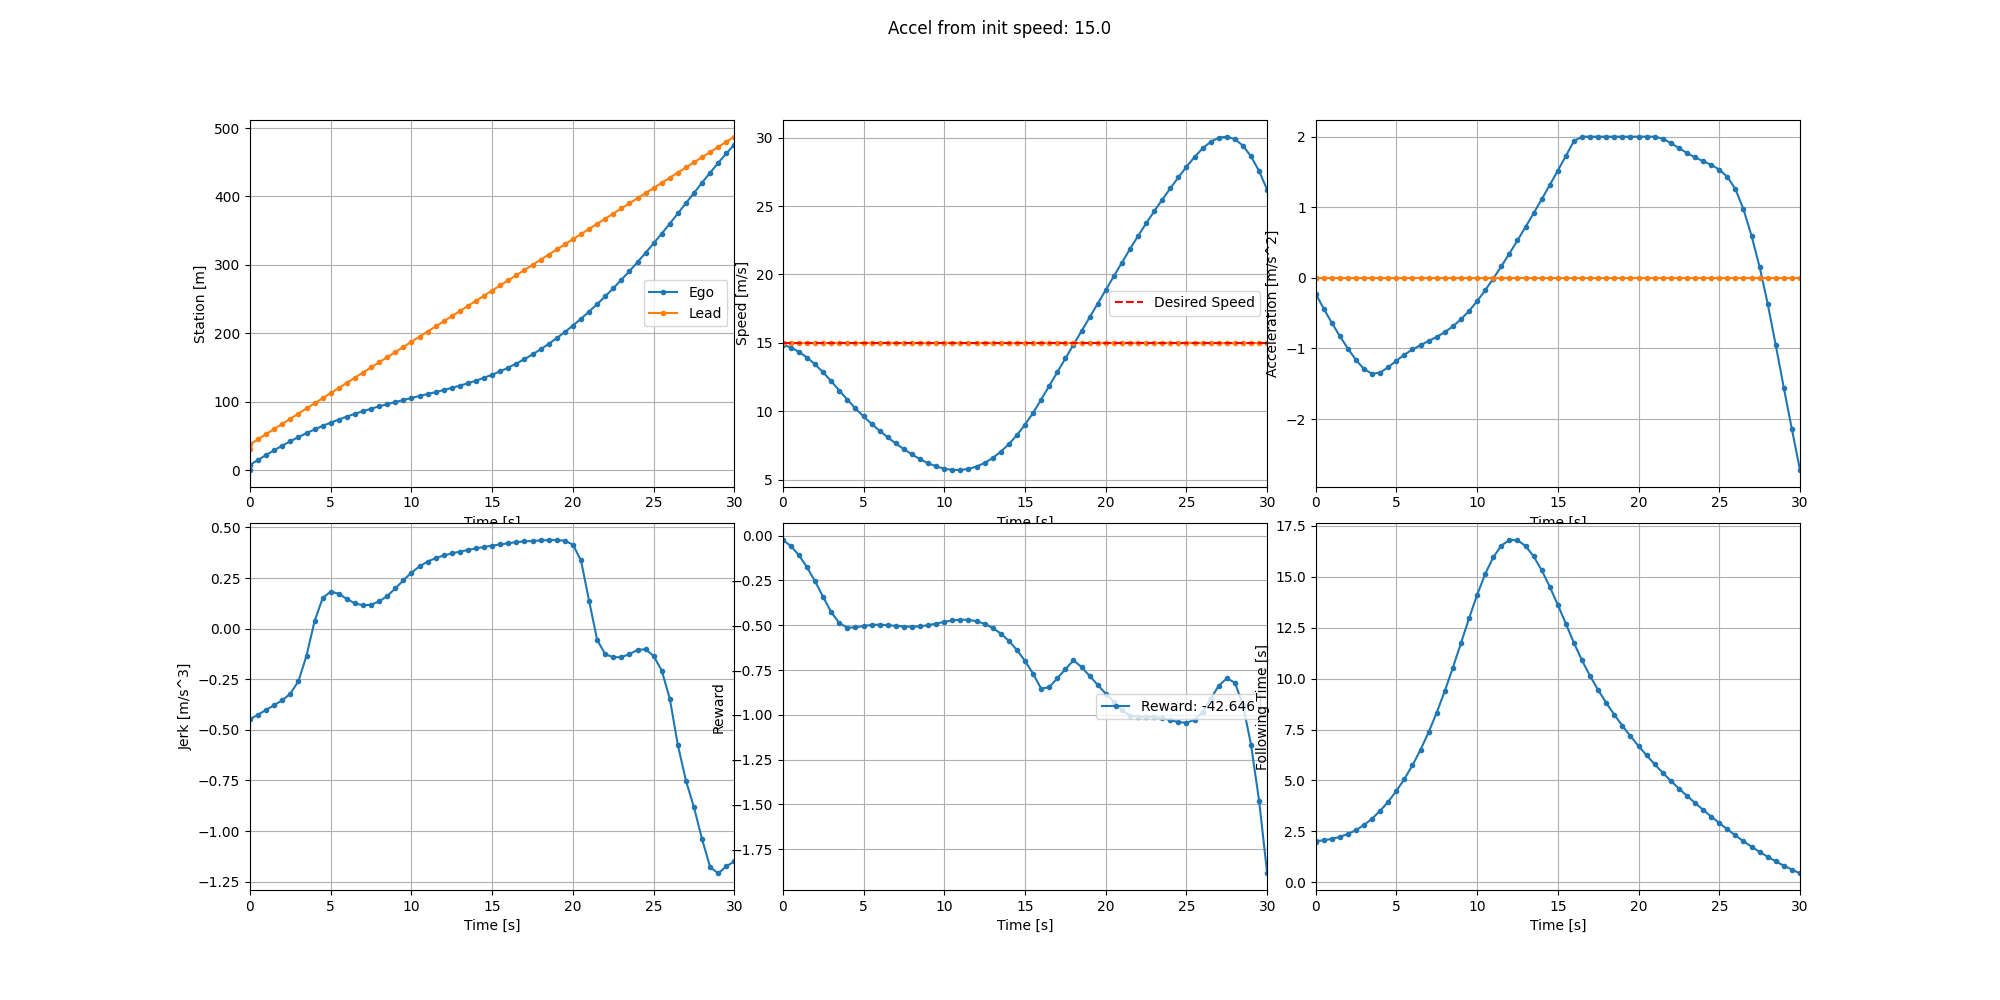 Accel from init speed: 15.0
500
400
300
200
100
0
Station [m]
Ego
Lead
0 5 10 15 20 25 30
Time [s]
30
25
20
15
10
5
Speed [m/s]
Desired Speed
0 5 10 15 20 25 30
Time [s]
2
1
0
−1
−2
Acceleration [m/s^2]
0 5 10 15 20 25 30
Time [s]
0.50
0.25
0.00
−0.25
−0.50
−0.75
−1.00
−1.25
Jerk [m/s^3]
0 5 10 15 20 25 30
Time [s]
0.00
−0.25
−0.50
−0.75
−1.00
−1.25
−1.50
−1.75
Reward
Reward: -42.646
0 5 10 15 20 25 30
Time [s]
17.5
15.0
12.5
10.0
7.5
5.0
2.5
0.0
Following Time [s]
0 5 10 15 20 25 30
Time [s]